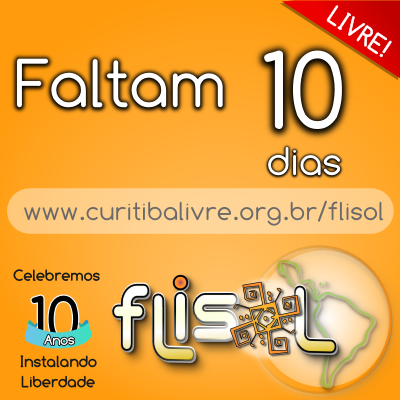 LIVRE!
Faltam 10
dias
www.curitibalivre.org.br/flisol
Celebremos
10
Anos
Instalando
Liberdade
fLISOL